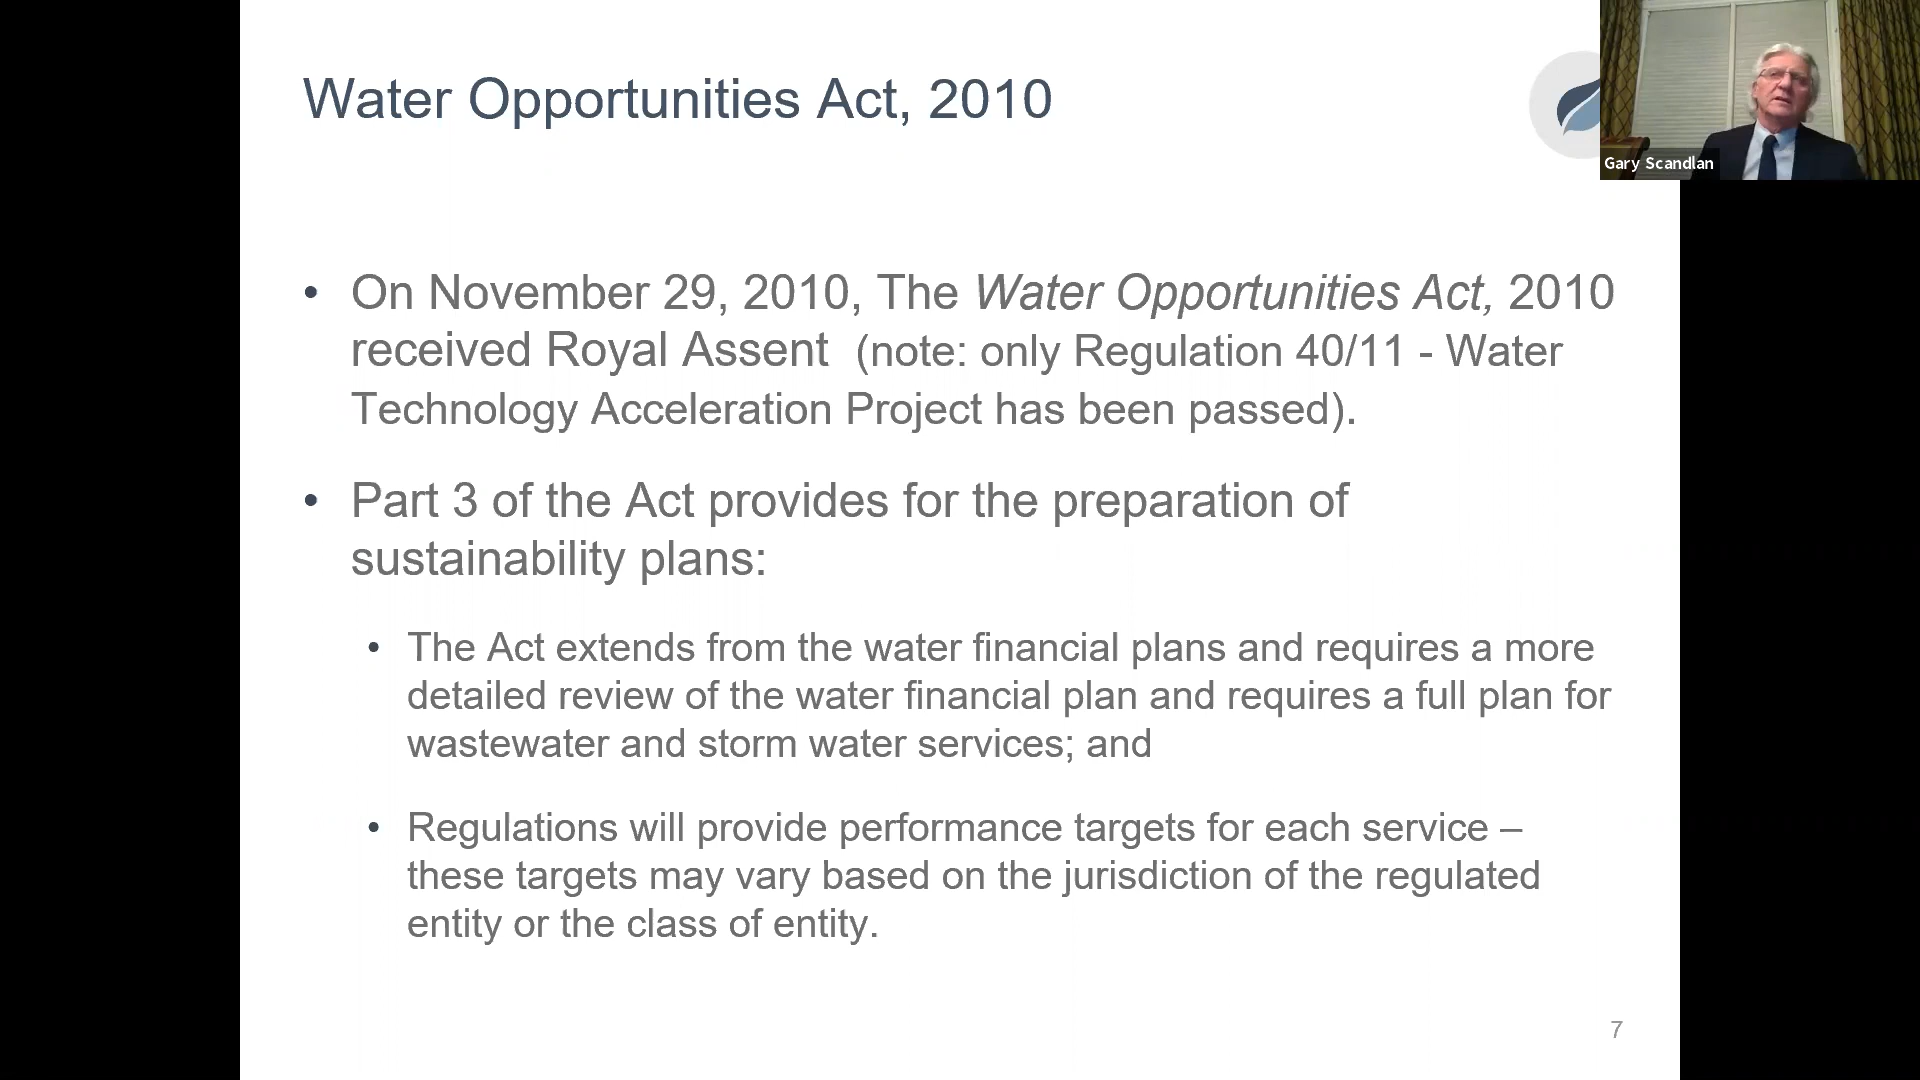 Water Opportunities Act, 2010
Gary Scandlan
• On November 29, 2010, The Water Opportunities Act, 2010
received Royal Assent (note: only Regulation 40/11 - Water
Technology Acceleration Project has been passed).
• Part 3 of the Act provides for the preparation of
sustainability plans:
• The Act extends from the water financial plans and requires a more
detailed review of the water financial plan and requires a full plan for
wastewater and storm water services; and
• Regulations will provide performance targets for each service –
these targets may vary based on the jurisdiction of the regulated
entity or the class of entity.
7